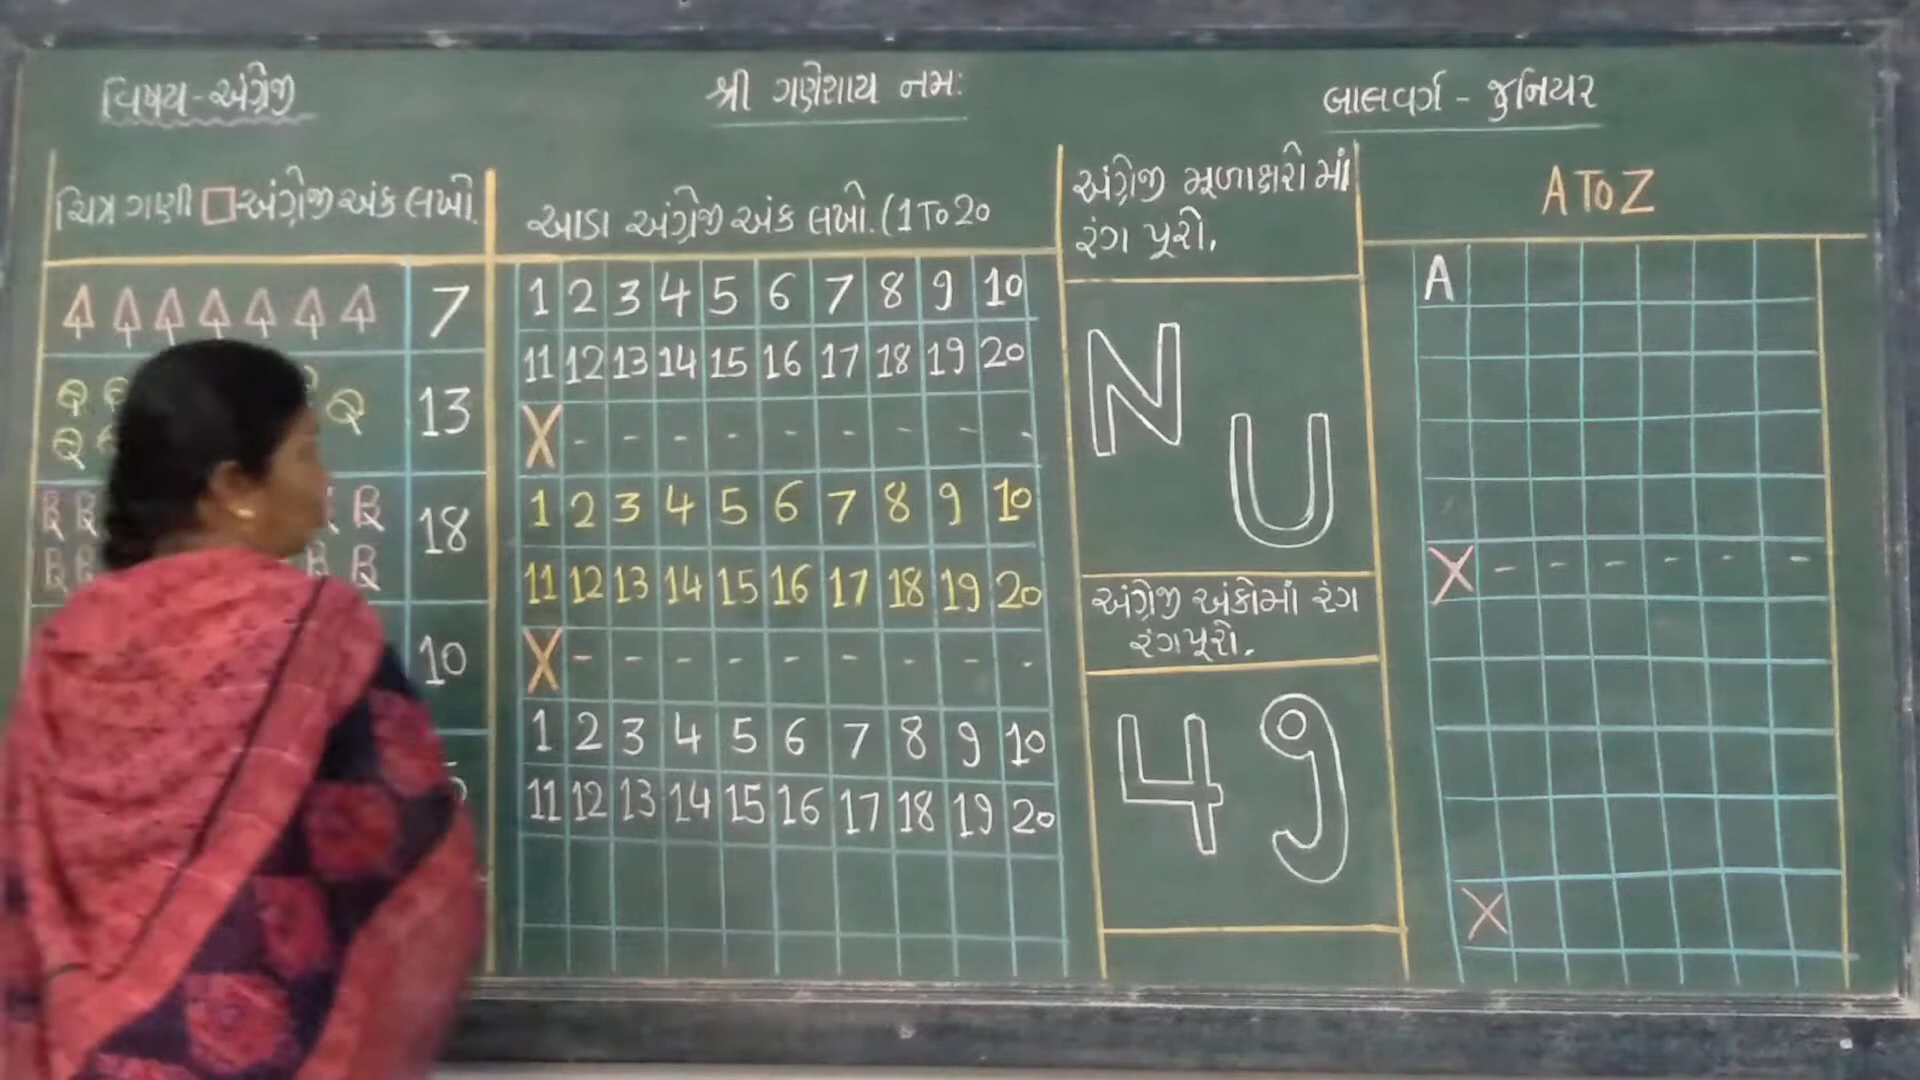 વિષય - અંગ્રેજી
શ્રી ગણેશાય નમઃ
બાલવર્ગ - જુનિયર
ચિત્ર ગણી □ અંગ્રેજી અંક લખો.
7
13
18
10
આડા અંગ્રેજી અંક લખો. (1 To 20
1 2 3 4 5 6 7 8 9 10
11 12 13 14 15 16 17 18 19 20
X - - - - - - - - -
1 2 3 4 5 6 7 8 9 10
11 12 13 14 15 16 17 18 19 20
X - - - - - - - - -
1 2 3 4 5 6 7 8 9 10
11 12 13 14 15 16 17 18 19 20
અંગ્રેજી મૂળાક્ષરોમાં
રંગ પૂરો.
N U
અંગ્રેજી અંકોમાં રંગ
રંગ પૂરો.
4 9
A To Z
A
X - - - - - -
X